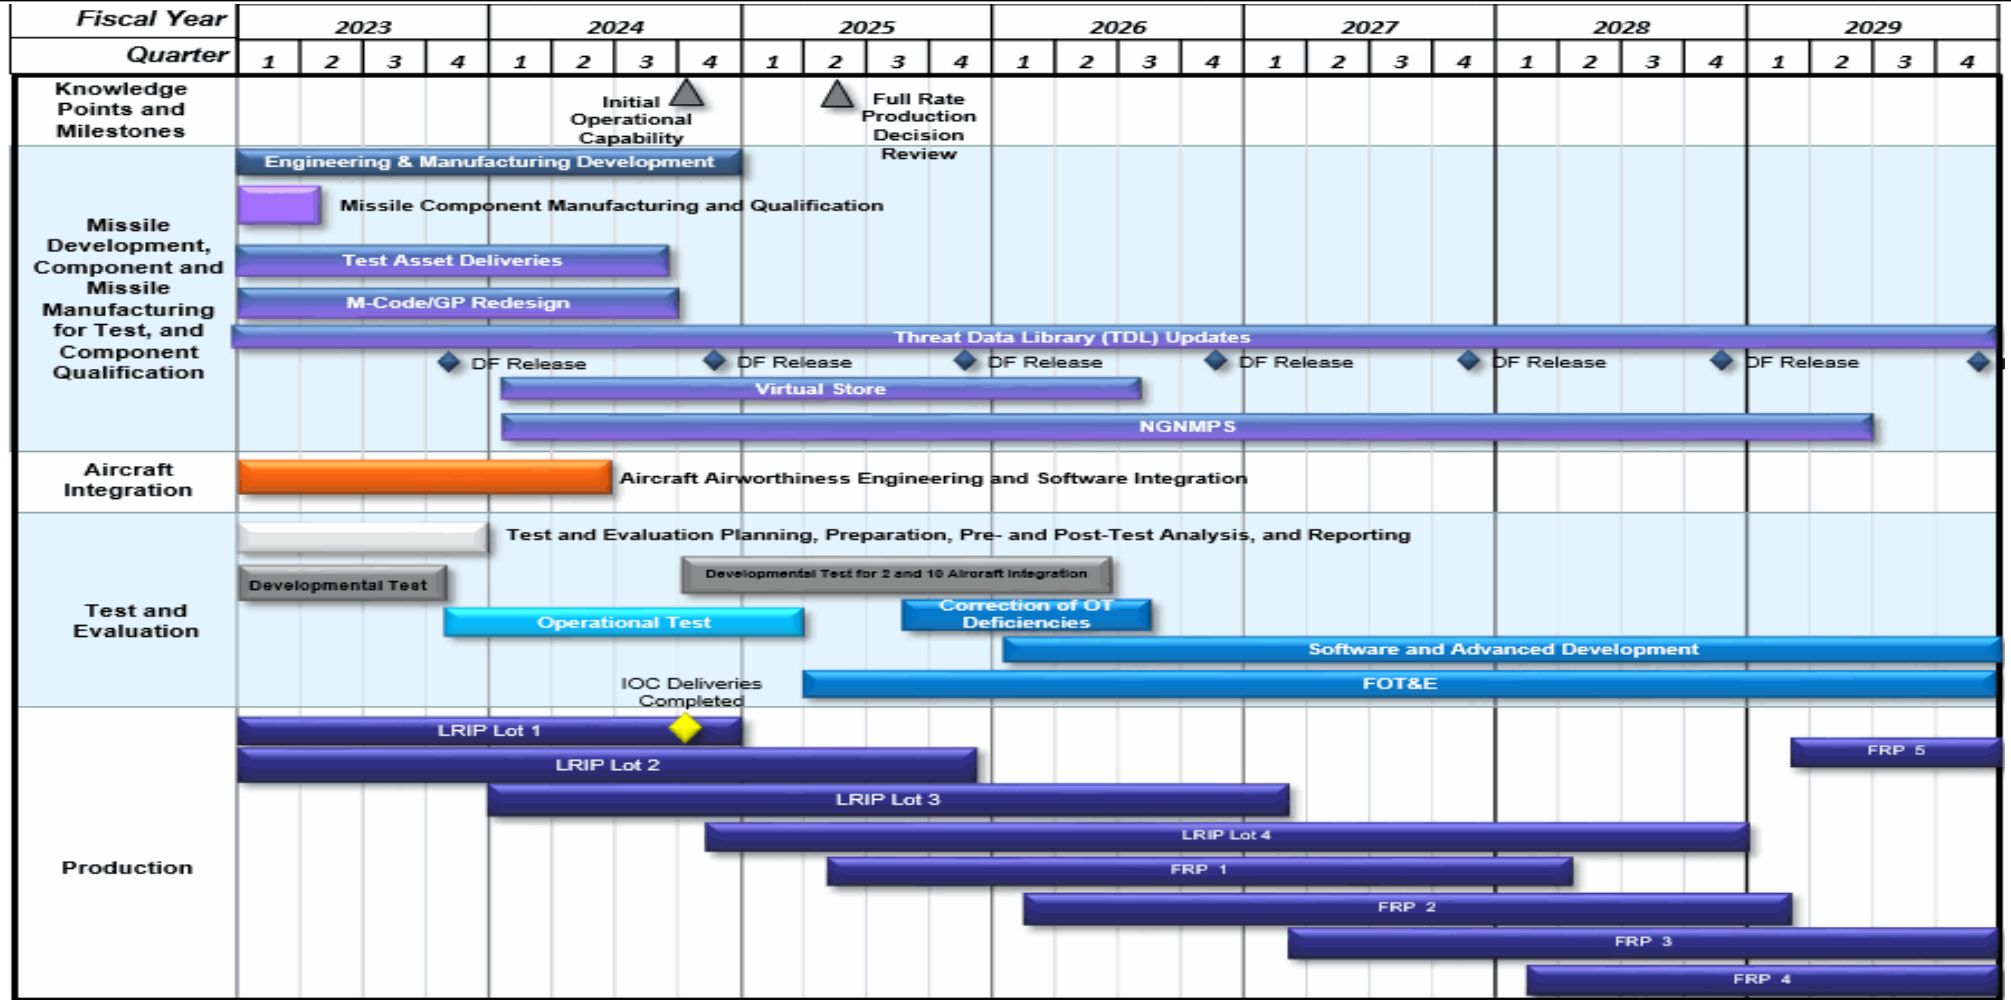 Fiscal Year 2023 2024 2025 2026 2027 2028 2029
Quarter 1 2 3 4 1 2 3 4 1 2 3 4 1 2 3 4 1 2 3 4 1 2 3 4 1 2 3 4
Knowledge
Points and
Milestones
Initial
Operational
Capability
Full Rate
Production
Decision
Review
Missile
Development,
Component and
Missile
Manufacturing
for Test, and
Component
Qualification
Engineering & Manufacturing Development
Missile Component Manufacturing and Qualification
Test Asset Deliveries
M-Code/GP Redesign
Threat Data Library (TDL) Updates
DF Release DF Release DF Release DF Release DF Release DF Release
Virtual Store
NGNMPS
Aircraft
Integration
Aircraft Airworthiness Engineering and Software Integration
Test and
Evaluation
Test and Evaluation Planning, Preparation, Pre- and Post-Test Analysis, and Reporting
Developmental Test
Developmental Test for 2 and 10 Aircraft Integration
Operational Test
Correction of OT
Deficiencies
Software and Advanced Development
FOT&E
IOC Deliveries
Completed
Production
LRIP Lot 1
FRP 5
LRIP Lot 2
LRIP Lot 3
LRIP Lot 4
FRP 1
FRP 2
FRP 3
FRP 4